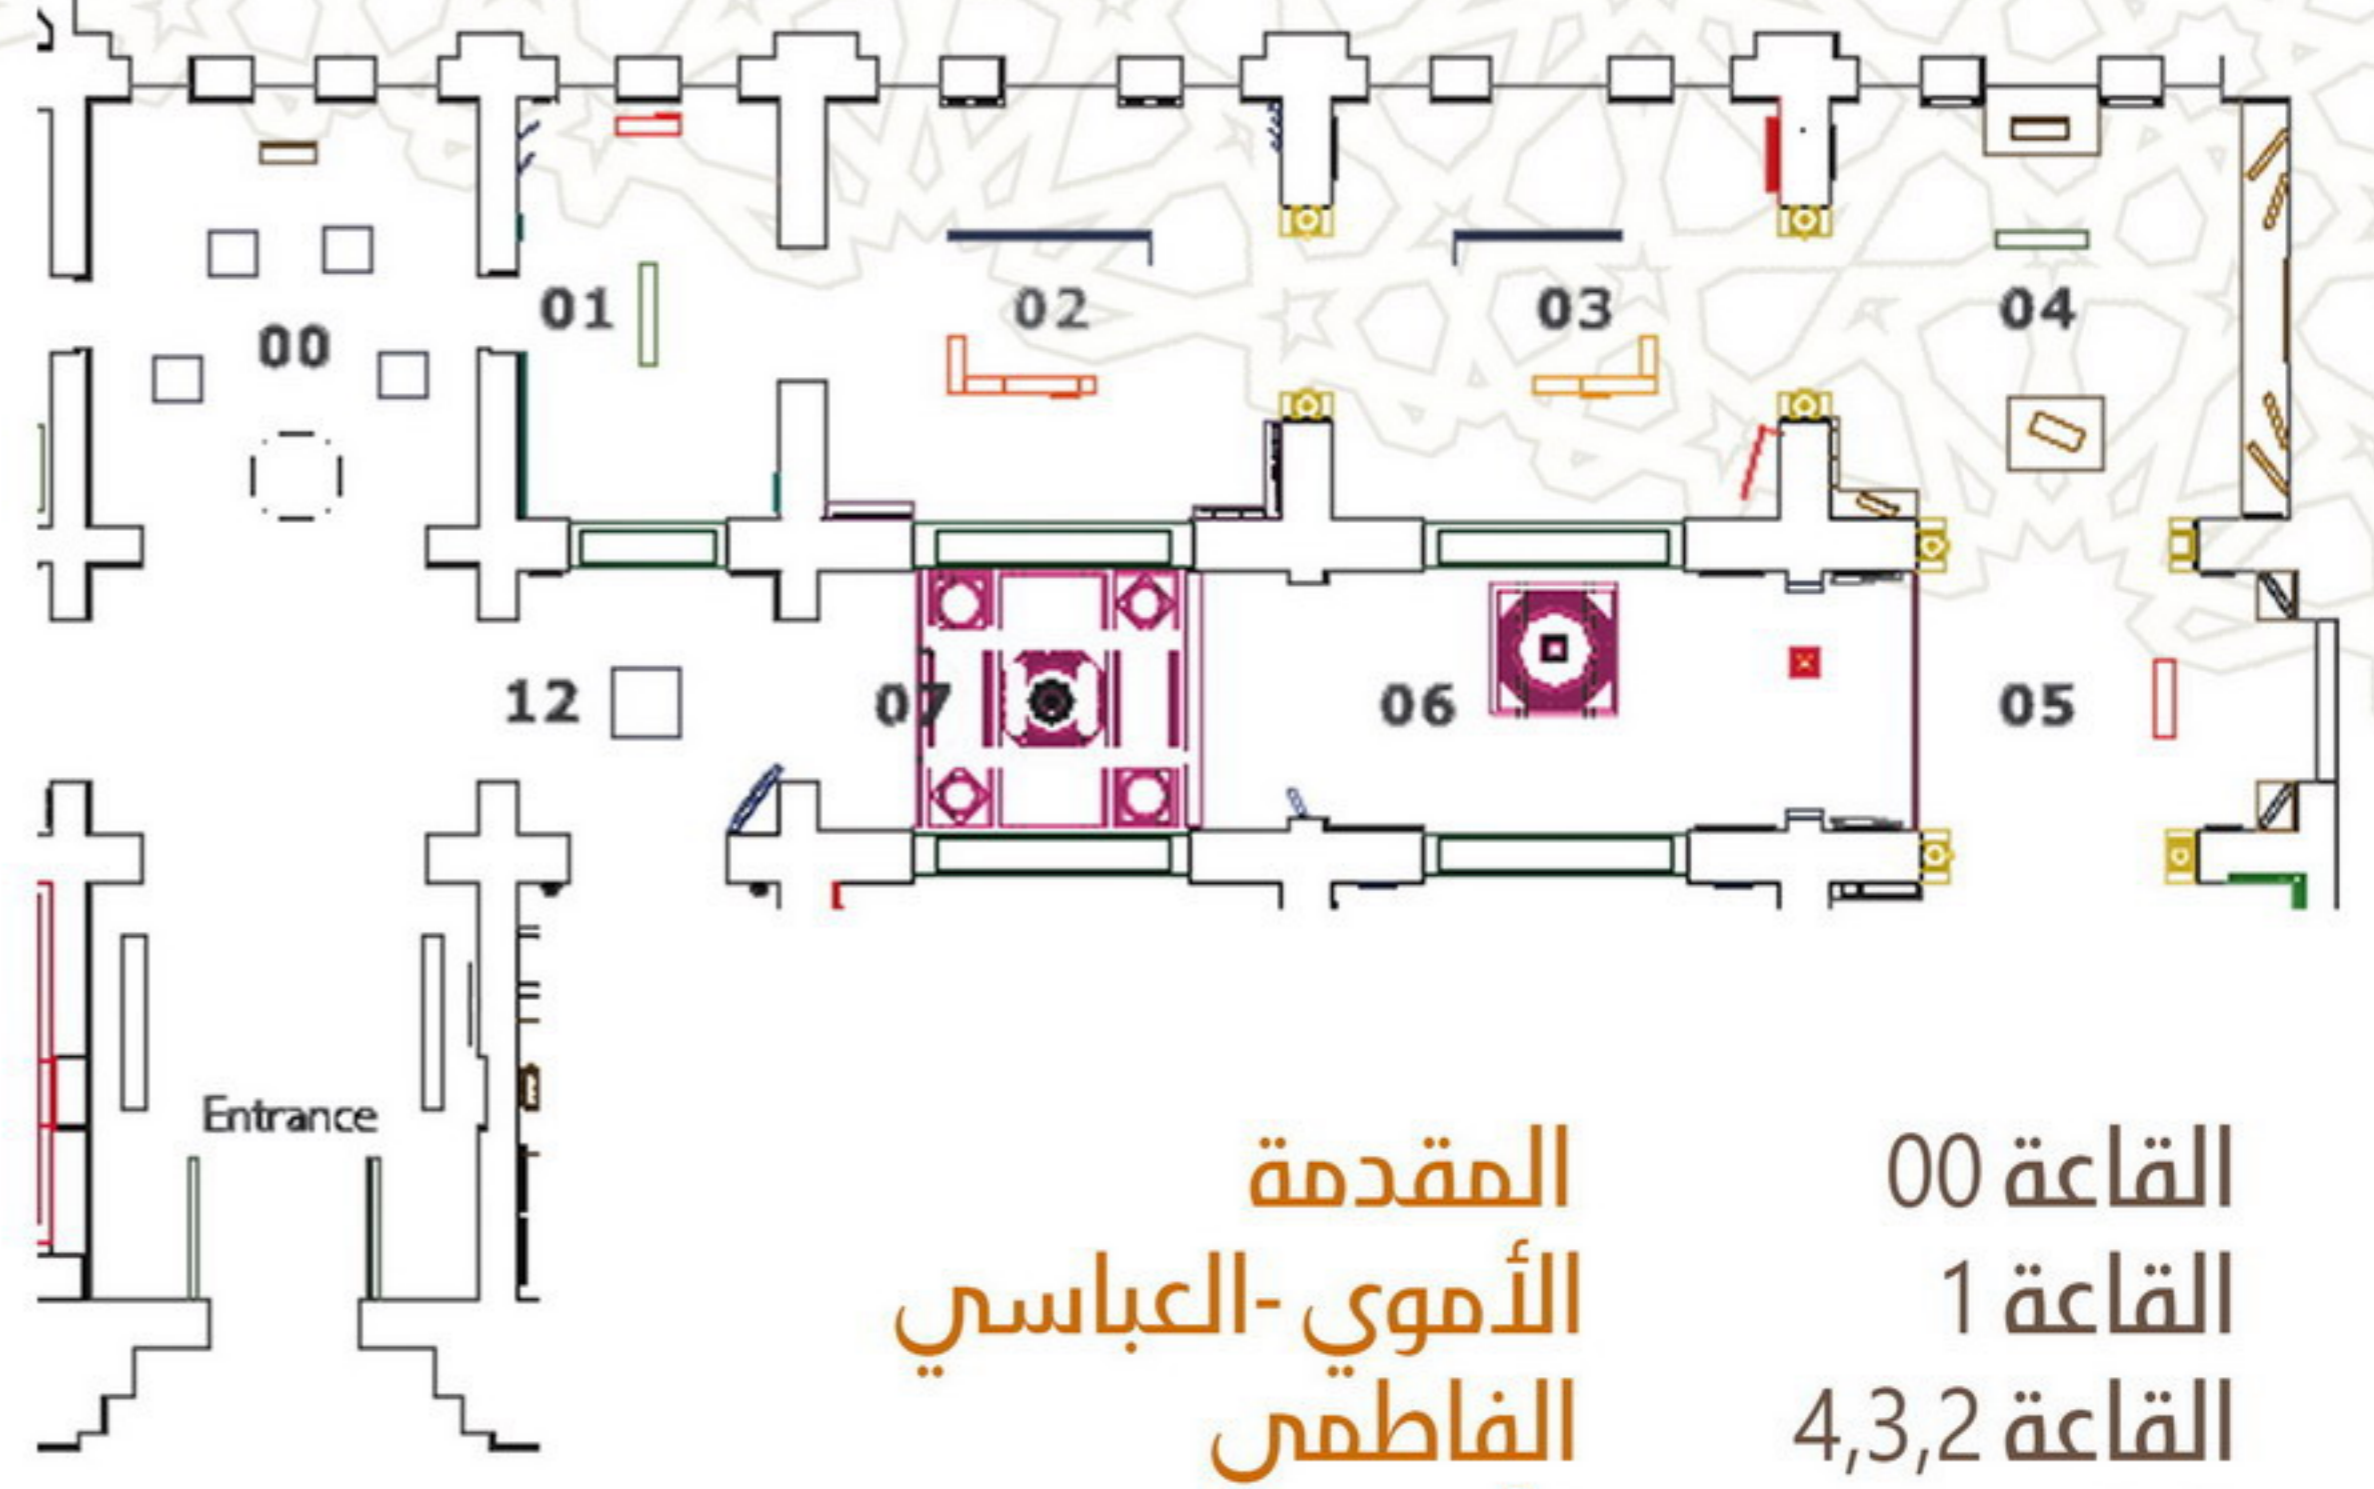 01
02
03
04
00
12
07
06
05
Entrance
القاعة 00 المقدمة
القاعة 1 الأموي -العباسي
القاعة 4,3,2 الفاطمي